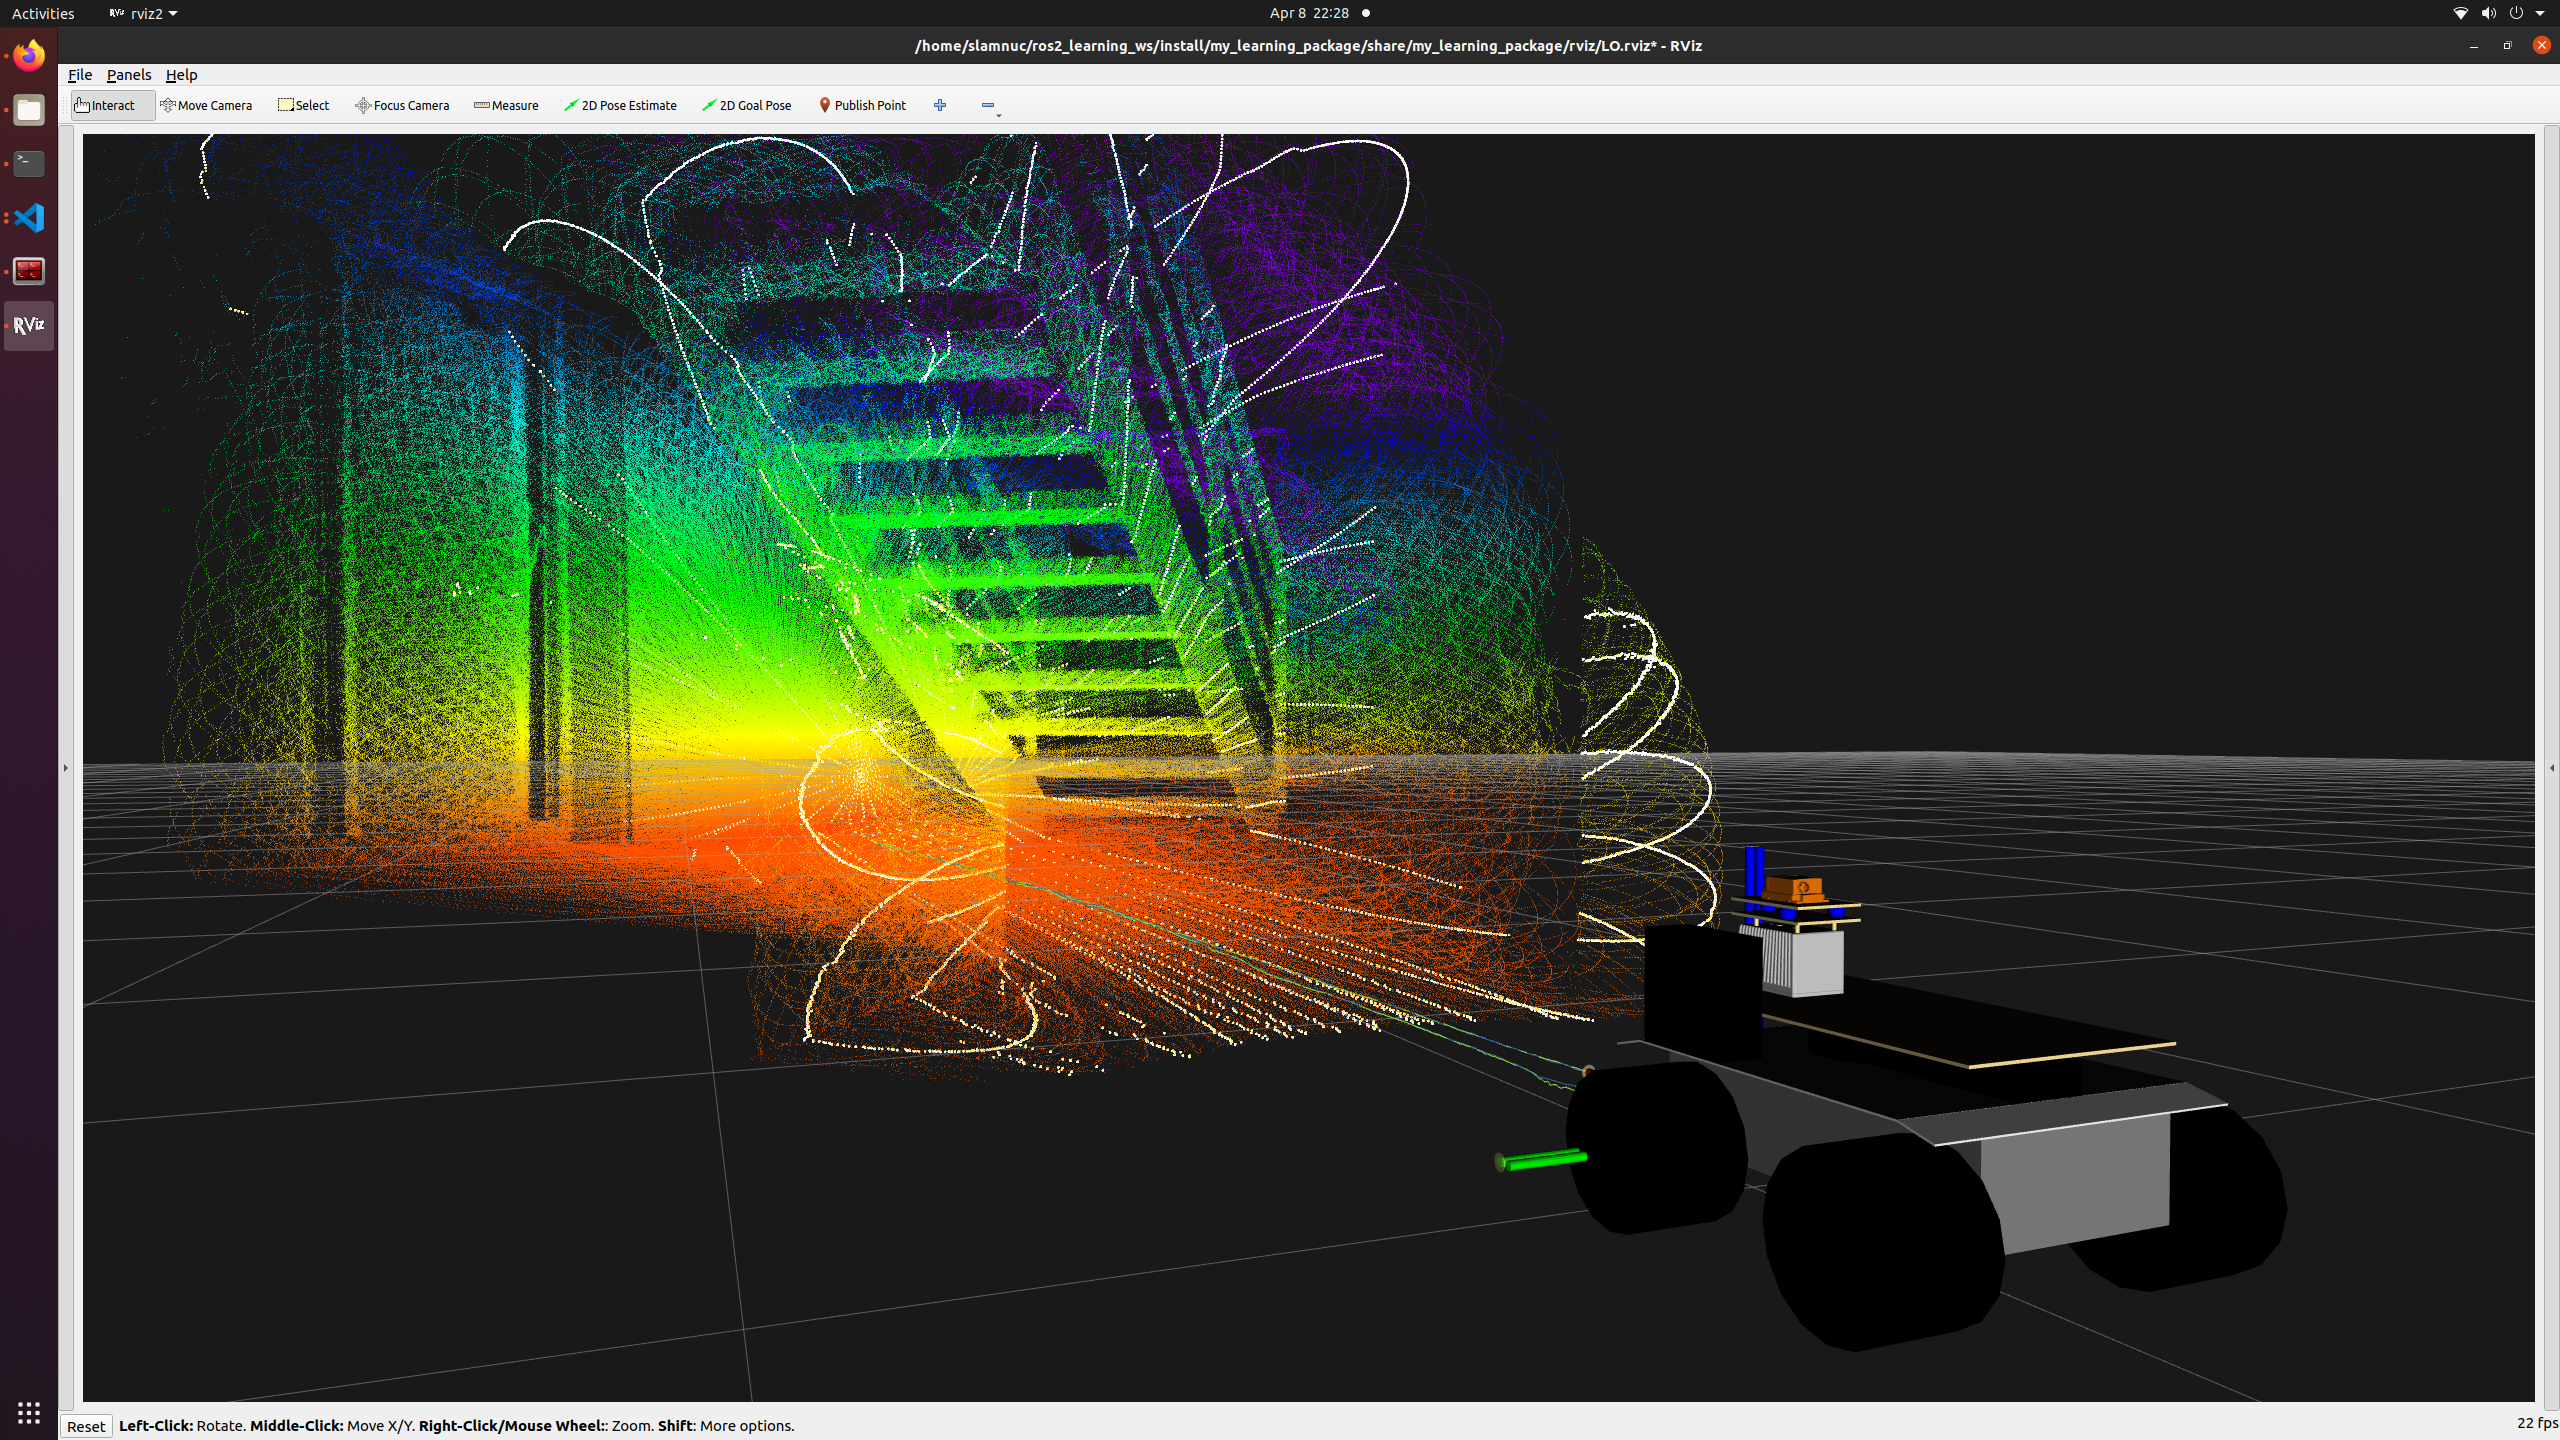 Activities
RViz rviz2
Apr 8 22:28
/home/slamnuc/ros2_learning_ws/install/my_learning_package/share/my_learning_package/rviz/LO.rviz* - RViz
File Panels Help
Interact Move Camera Select Focus Camera Measure 2D Pose Estimate 2D Goal Pose Publish Point
RViz
Reset Left-Click: Rotate. Middle-Click: Move X/Y. Right-Click/Mouse Wheel:: Zoom. Shift: More options.
22 fps